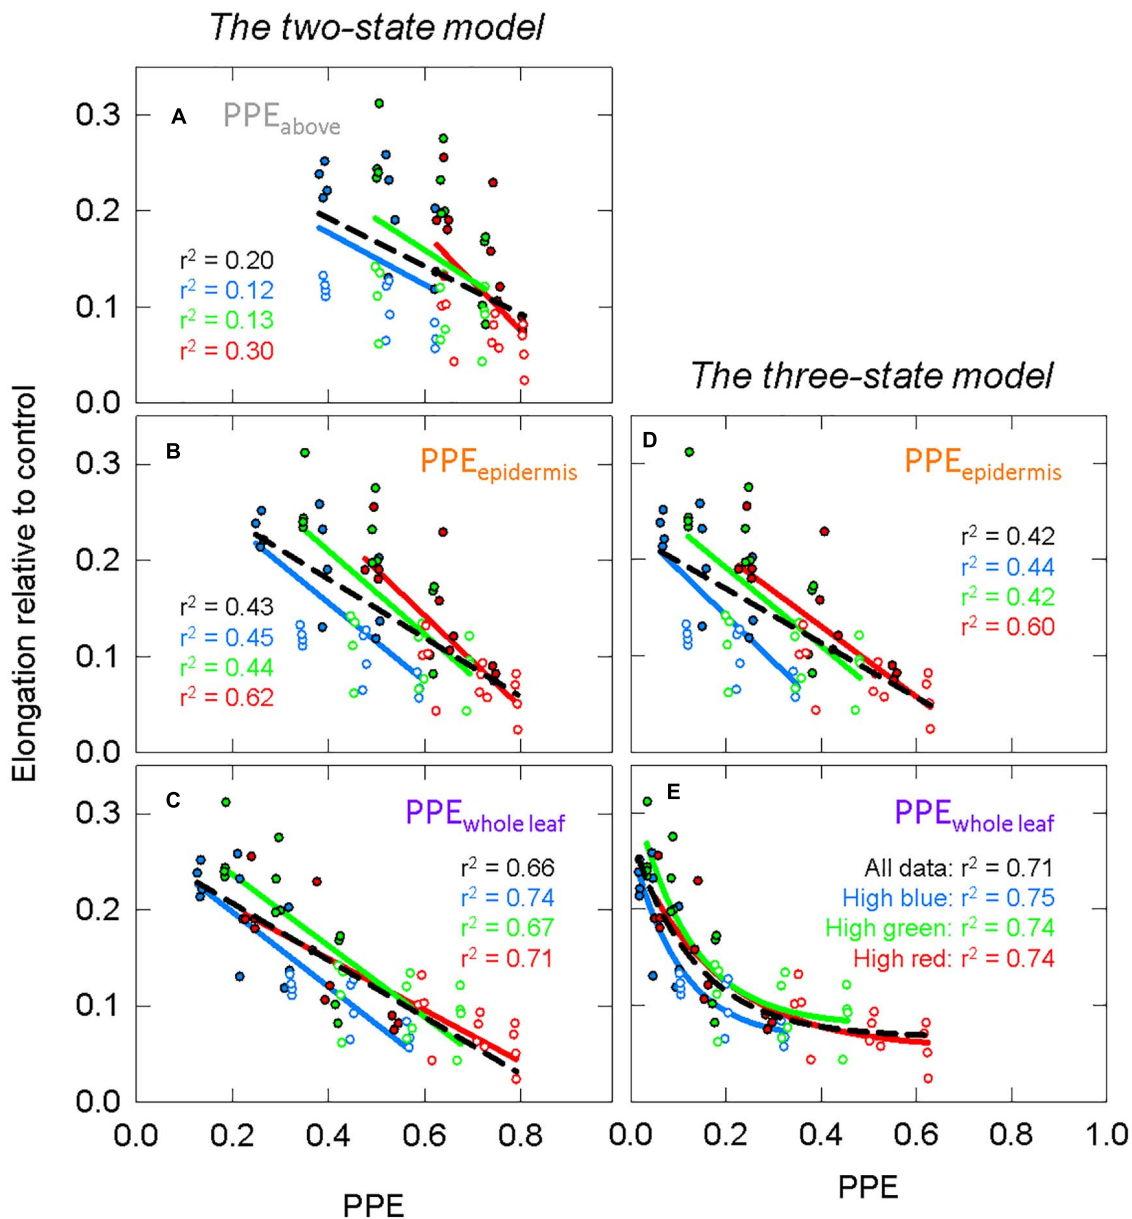 The two-state model
A
PPEabove
r² = 0.20
r² = 0.12
r² = 0.13
r² = 0.30
0.3
0.2
0.1
0.0
The three-state model
Elongation relative to control
B
PPEepidermis
r² = 0.43
r² = 0.45
r² = 0.44
r² = 0.62
0.3
0.2
0.1
0.0
D
PPEepidermis
r² = 0.42
r² = 0.44
r² = 0.42
r² = 0.60
C
PPEwhole leaf
r² = 0.66
r² = 0.74
r² = 0.67
r² = 0.71
0.3
0.2
0.1
0.0
0.0 0.2 0.4 0.6 0.8
PPE
E
PPEwhole leaf
All data: r² = 0.71
High blue: r² = 0.75
High green: r² = 0.74
High red: r² = 0.74
0.0 0.2 0.4 0.6 0.8 1.0
PPE